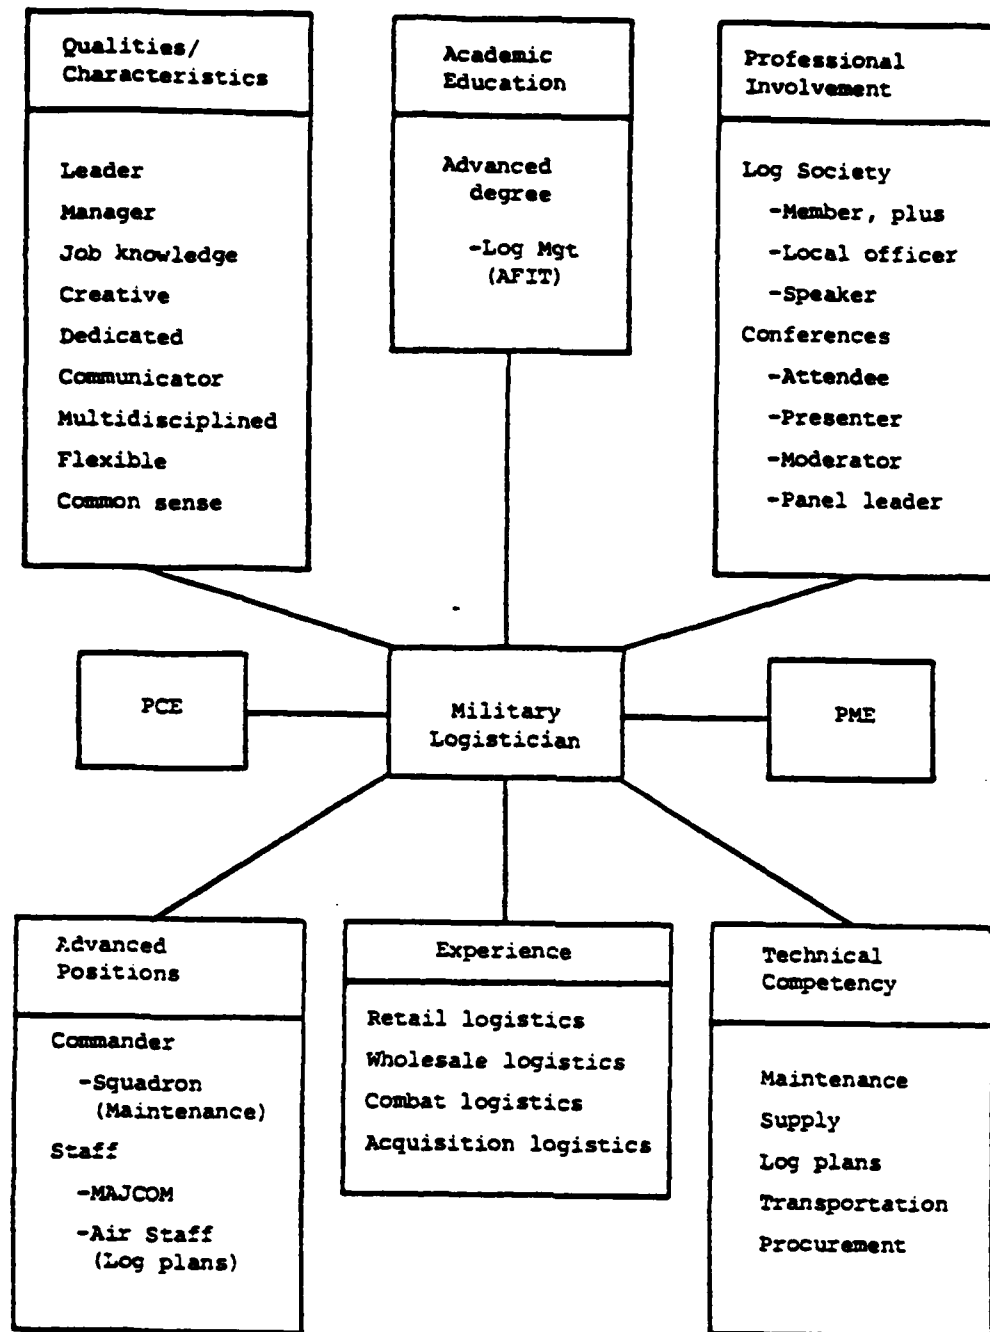 Qualities/
Characteristics
Leader
Manager
Job knowledge
Creative
Dedicated
Communicator
Multidisciplined
Flexible
Common sense
Academic
Education
Advanced
degree
-Log Mgt
(AFIT)
Professional
Involvement
Log Society
-Member, plus
-Local officer
-Speaker
Conferences
-Attendee
-Presenter
-Moderator
-Panel leader
PCE
Military
Logistician
PME
Advanced
Positions
Commander
-Squadron
(Maintenance)
Staff
-MAJCOM
-Air Staff
(Log plans)
Experience
Retail logistics
Wholesale logistics
Combat logistics
Acquisition logistics
Technical
Competency
Maintenance
Supply
Log plans
Transportation
Procurement